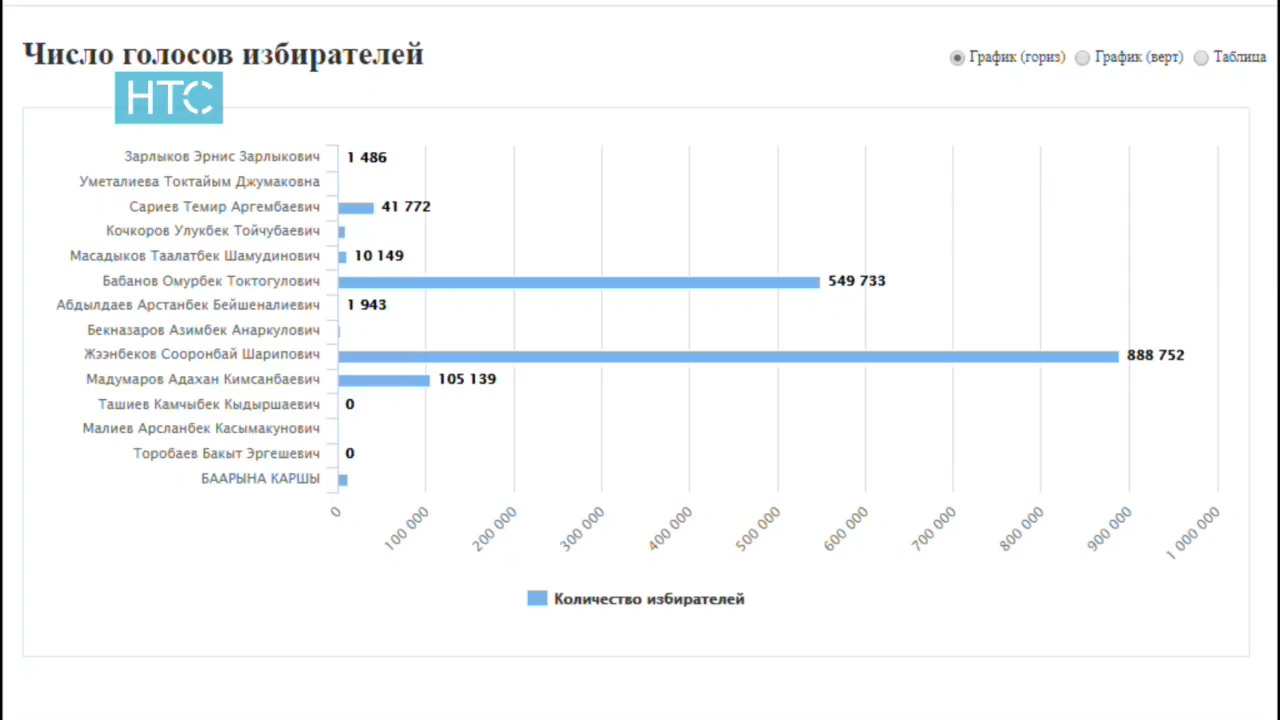 Число голосов избирателей
График (гориз) График (верт) Таблица
НТС
Зарлыков Эрнис Зарлыкович 1 486
Уметалиева Токтайым Джумаковна
Сариев Темир Аргембаевич 41 772
Кочкоров Улукбек Тойчубаевич
Масадыков Таалатбек Шамудинович 10 149
Бабанов Омурбек Токтогулович 549 733
Абдылдаев Арстанбек Бейшеналиевич 1 943
Бекназаров Азимбек Анаркулович
Жээнбеков Сооронбай Шарипович 888 752
Мадумаров Адахан Кимсанбаевич 105 139
Ташиев Камчыбек Кыдыршаевич 0
Малиев Арсланбек Касымакунович
Торобаев Бакыт Эргешевич 0
БААРЫНА КАРШЫ
0 100 000 200 000 300 000 400 000 500 000 600 000 700 000 800 000 900 000 1 000 000
Количество избирателей